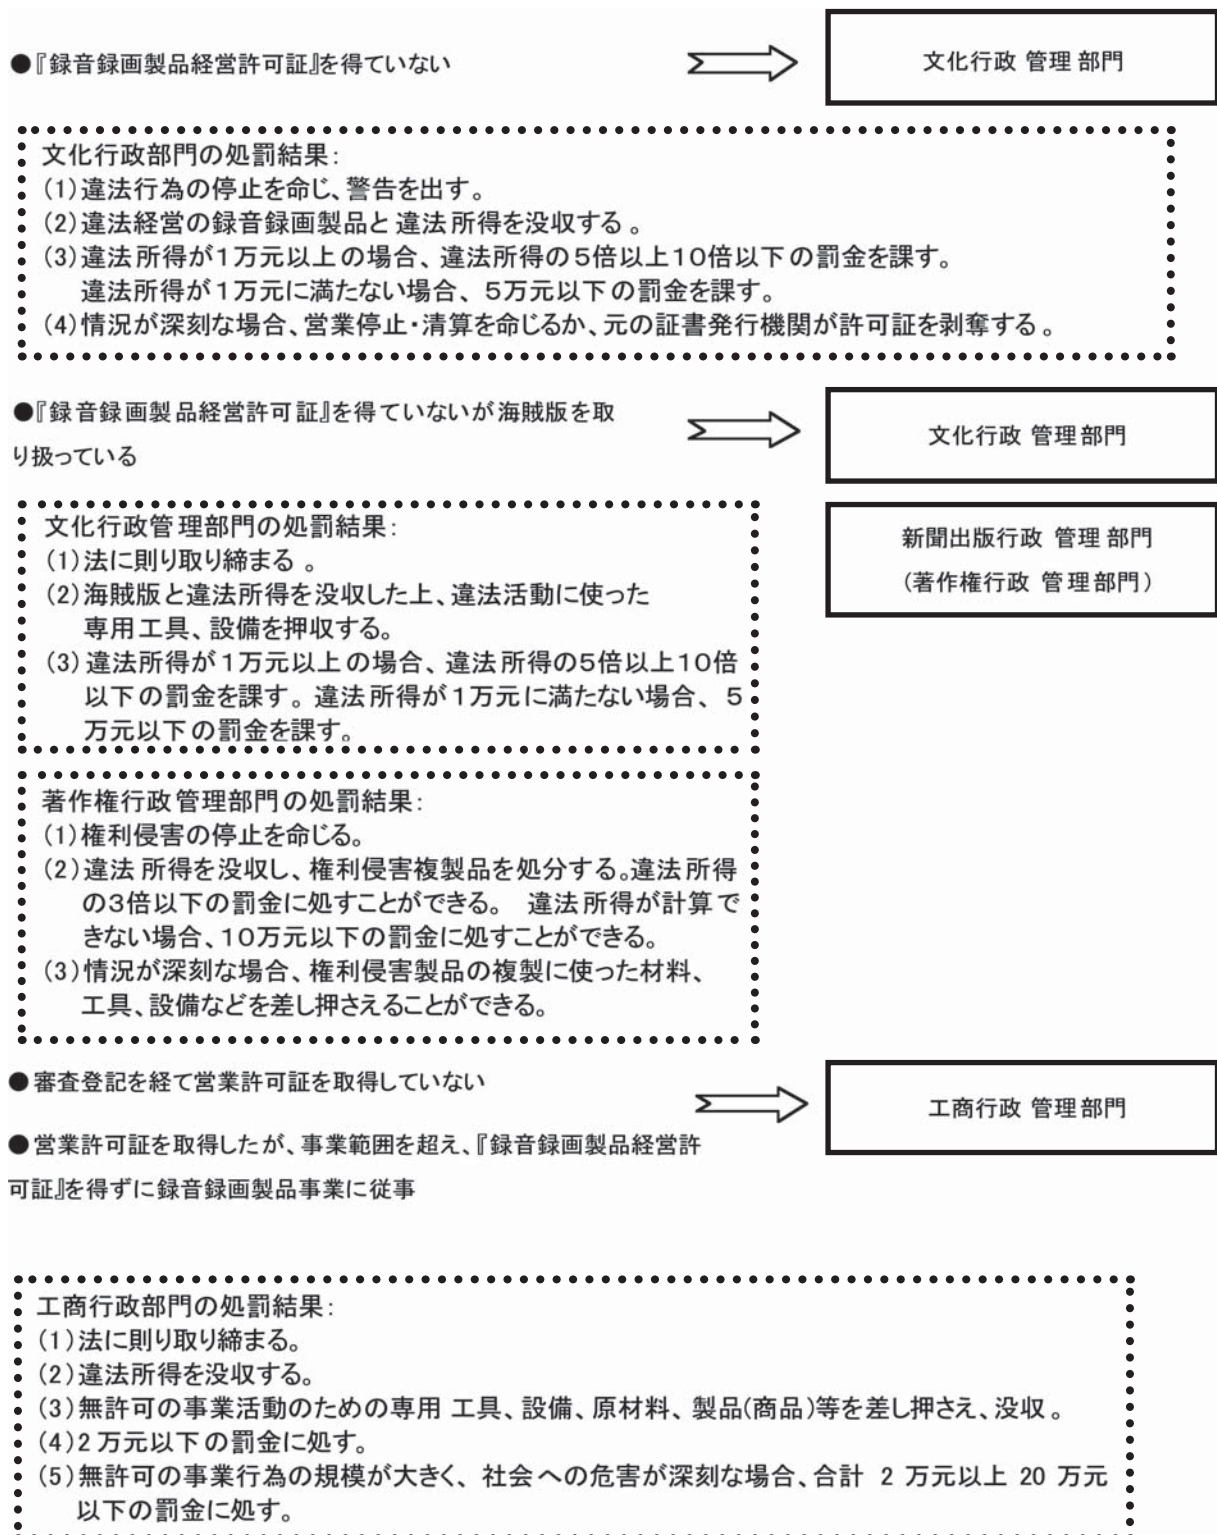 ●『録音録画製品経営許可証』を得ていない
文化行政 管理 部門
文化行政部門の処罰結果:
(1)違法行為の停止を命じ、警告を出す。
(2)違法経営の録音録画製品と 違法所得を没収する 。
(3)違法所得が1万元以上の場合、違法所得の5倍以上10倍以下の罰金を課す。
違法所得が1万元に満たない場合、5万元以下の罰金を課す。
(4)情況が深刻な場合、営業停止・清算を命じるか、元の証書発行機関が許可証を剥奪する 。
●『録音録画製品経営許可証』を得ていないが海賊版を取
り扱っている
文化行政 管理部門
新聞出版行政 管理 部門
(著作権行政 管理部門)
文化行政管理部門の処罰結果:
(1)法に則り取り締まる 。
(2)海賊版と違法所得を没収した上、違法活動に使った
専用工具、設備を押収する。
(3)違法所得が1万元以上の場合、違法所得の5倍以上10倍
以下の罰金を課す。違法所得が1万元に満たない場合、5
万元以下の罰金を課す。
著作権行政管理部門の処罰結果:
(1)権利侵害の停止を命じる。
(2)違法 所得を没収し、権利侵害複製品を処分する。違法所得
の3倍以下の罰金に処すことができる。 違法所得が計算で
きない場合、10万元以下の罰金に処すことができる。
(3)情況が深刻な場合、権利侵害製品の複製に使った材料、
工具、設備などを差し押さえることができる。
●審査登記を経て営業許可証を取得していない
工商行政 管理部門
●営業許可証を取得したが、事業範囲を超え、『録音録画製品経営許
可証』を得ずに録音録画製品事業に従事
工商行政部門の処罰結果:
(1)法に則り取り締まる。
(2)違法所得を没収する。
(3)無許可の事業活動のための専用 工具、設備、原材料、製品(商品)等を差し押さえ、没収 。
(4)2 万元以下の罰金に処す。
(5)無許可の事業行為の規模が大きく、社会への危害が深刻な場合、合計 2 万元以上 20 万元
以下の罰金に処す。